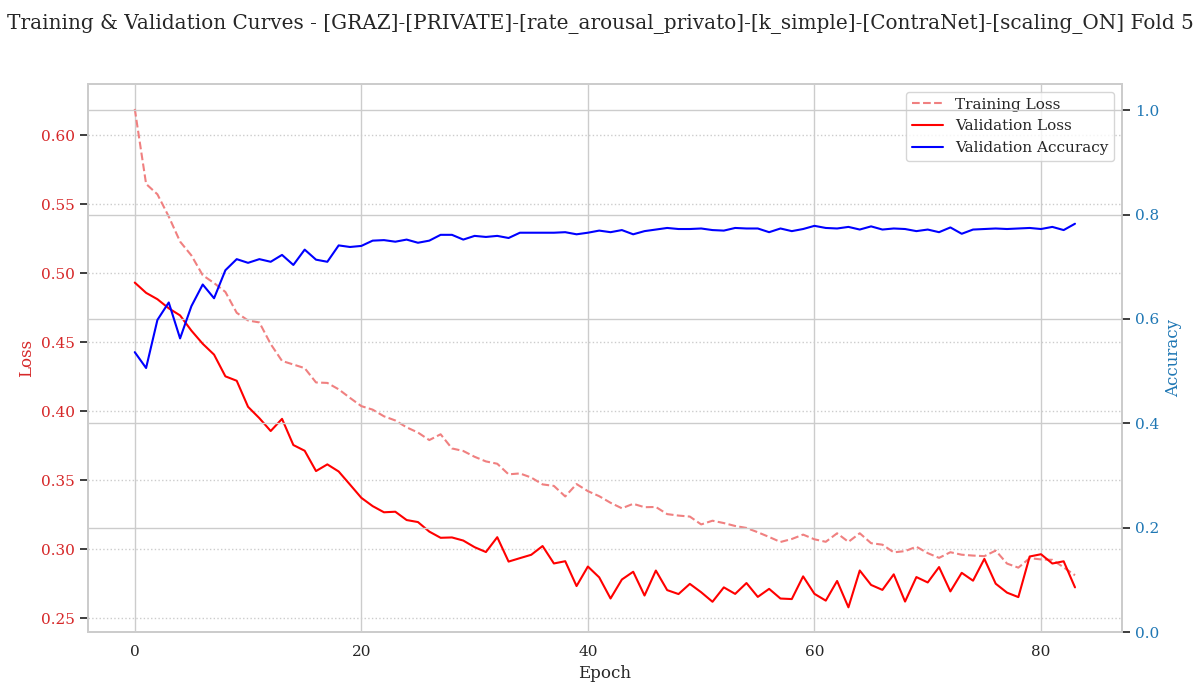 Training & Validation Curves - [GRAZ]-[PRIVATE]-[rate_arousal_privato]-[k_simple]-[ContraNet]-[scaling_ON] Fold 5
Training Loss
Validation Loss
Validation Accuracy
0.60
0.55
0.50
0.45
0.40
0.35
0.30
0.25
Loss
1.0
0.8
0.6
0.4
0.2
0.0
Accuracy
0
20
40
60
80
Epoch